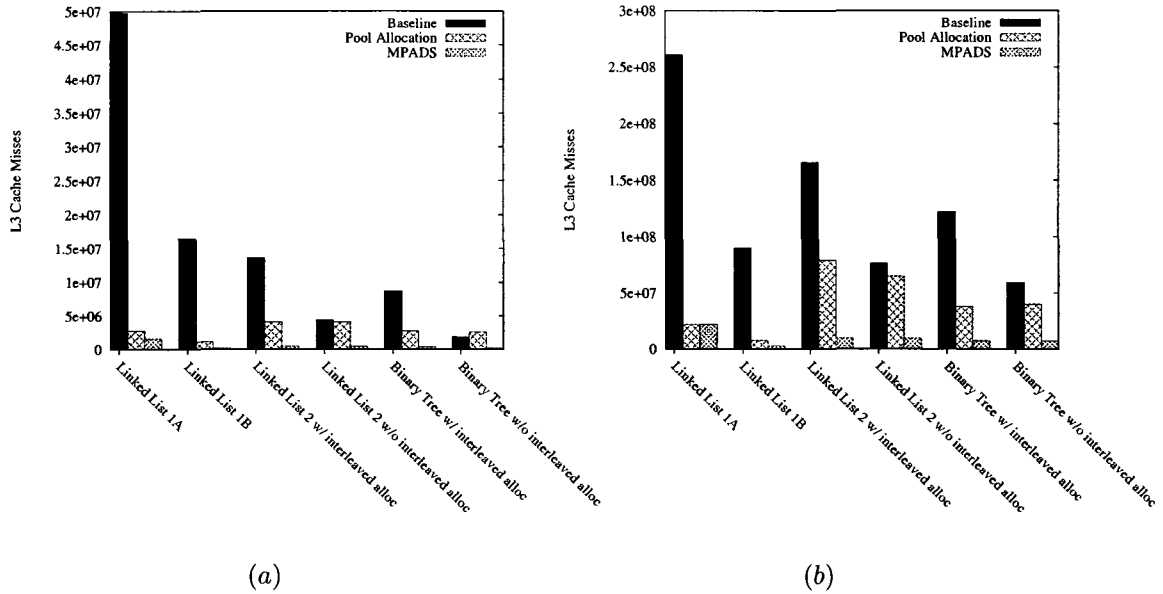 5e+07
4.5e+07
4e+07
3.5e+07
3e+07
2.5e+07
2e+07
1.5e+07
1e+07
5e+06
0
L3 Cache Misses
Baseline
Pool Allocation
MPADS
Linked List 1A
Linked List 1B
Linked List 2 w/ interleaved alloc
Linked List 2 w/o interleaved alloc
Binary Tree w/ interleaved alloc
Binary Tree w/o interleaved alloc
(a)
3e+08
2.5e+08
2e+08
1.5e+08
1e+08
5e+07
0
L3 Cache Misses
Baseline
Pool Allocation
MPADS
Linked List 1A
Linked List 1B
Linked List 2 w/ interleaved alloc
Linked List 2 w/o interleaved alloc
Binary Tree w/ interleaved alloc
Binary Tree w/o interleaved alloc
(b)